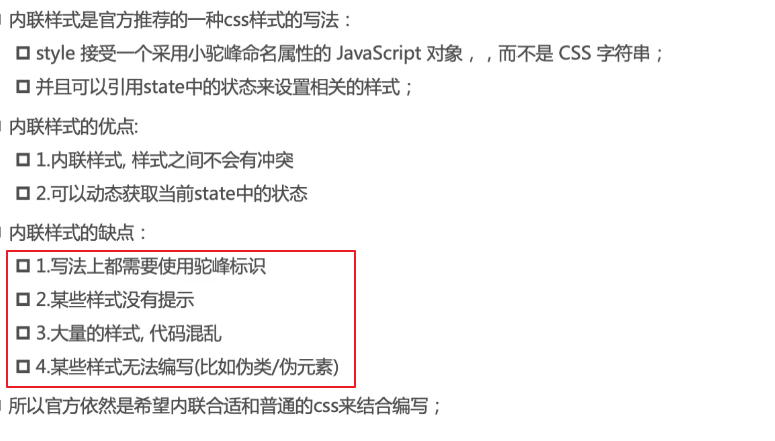 内联样式是官方推荐的一种css样式的写法：
style 接受一个采用小驼峰命名属性的 JavaScript 对象，，而不是 CSS 字符串；
并且可以引用state中的状态来设置相关的样式；
内联样式的优点:
1.内联样式, 样式之间不会有冲突
2.可以动态获取当前state中的状态
内联样式的缺点：
1.写法上都需要使用驼峰标识
2.某些样式没有提示
3.大量的样式, 代码混乱
4.某些样式无法编写(比如伪类/伪元素)
所以官方依然是希望内联合适和普通的css来结合编写；